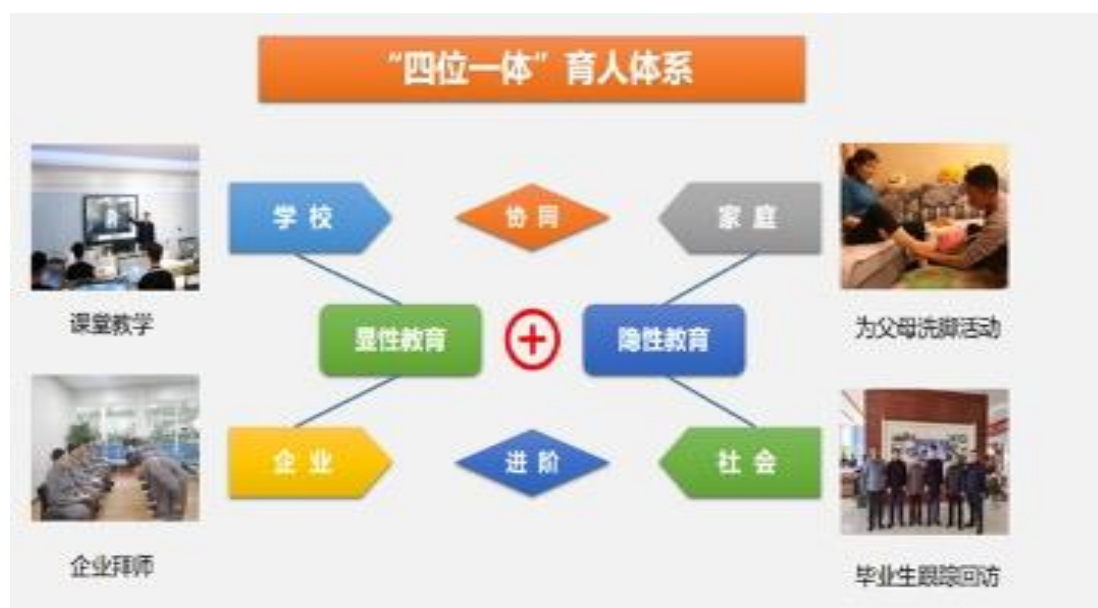 “四位一体”育人体系
学校
协同
家庭
课堂教学
显性教育
隐性教育
为父母洗脚活动
企业
进阶
社会
企业拜师
毕业生跟踪回访